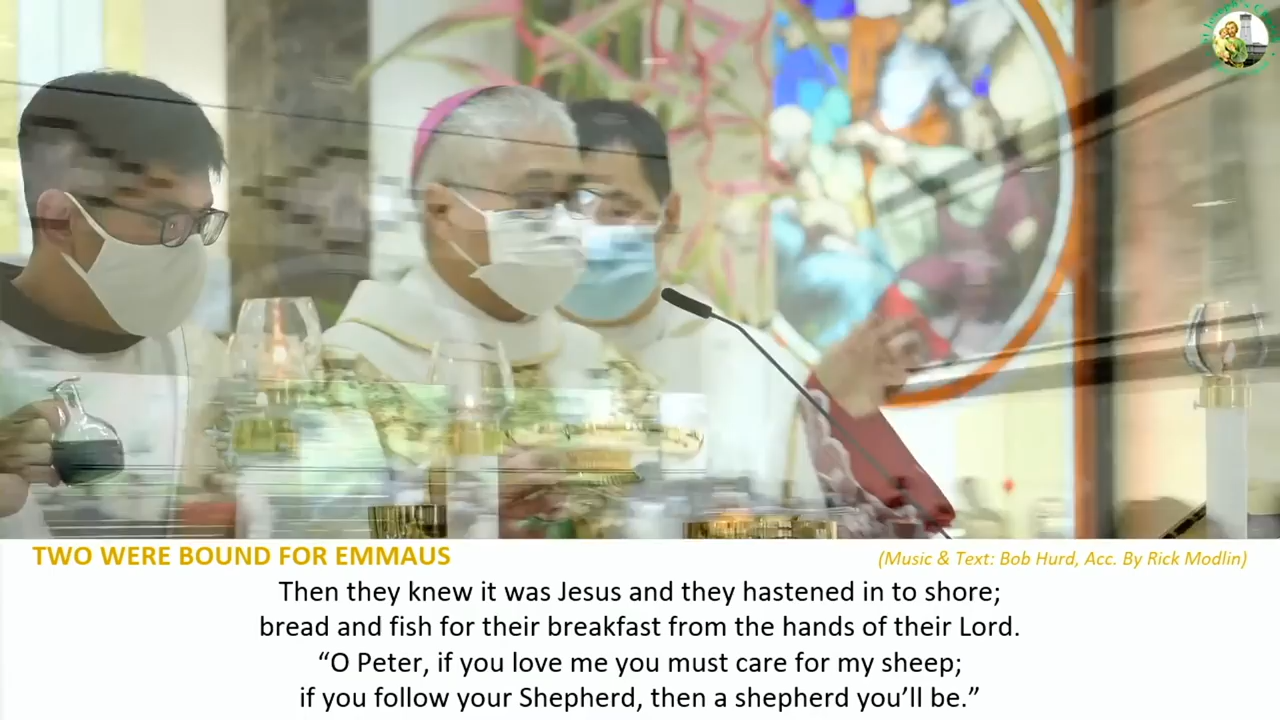 TWO WERE BOUND FOR EMMAUS
(Music & Text: Bob Hurd, Acc. By Rick Modlin)
Then they knew it was Jesus and they hastened in to shore;
bread and fish for their breakfast from the hands of their Lord.
“O Peter, if you love me you must care for my sheep;
if you follow your Shepherd, then a shepherd you’ll be.”